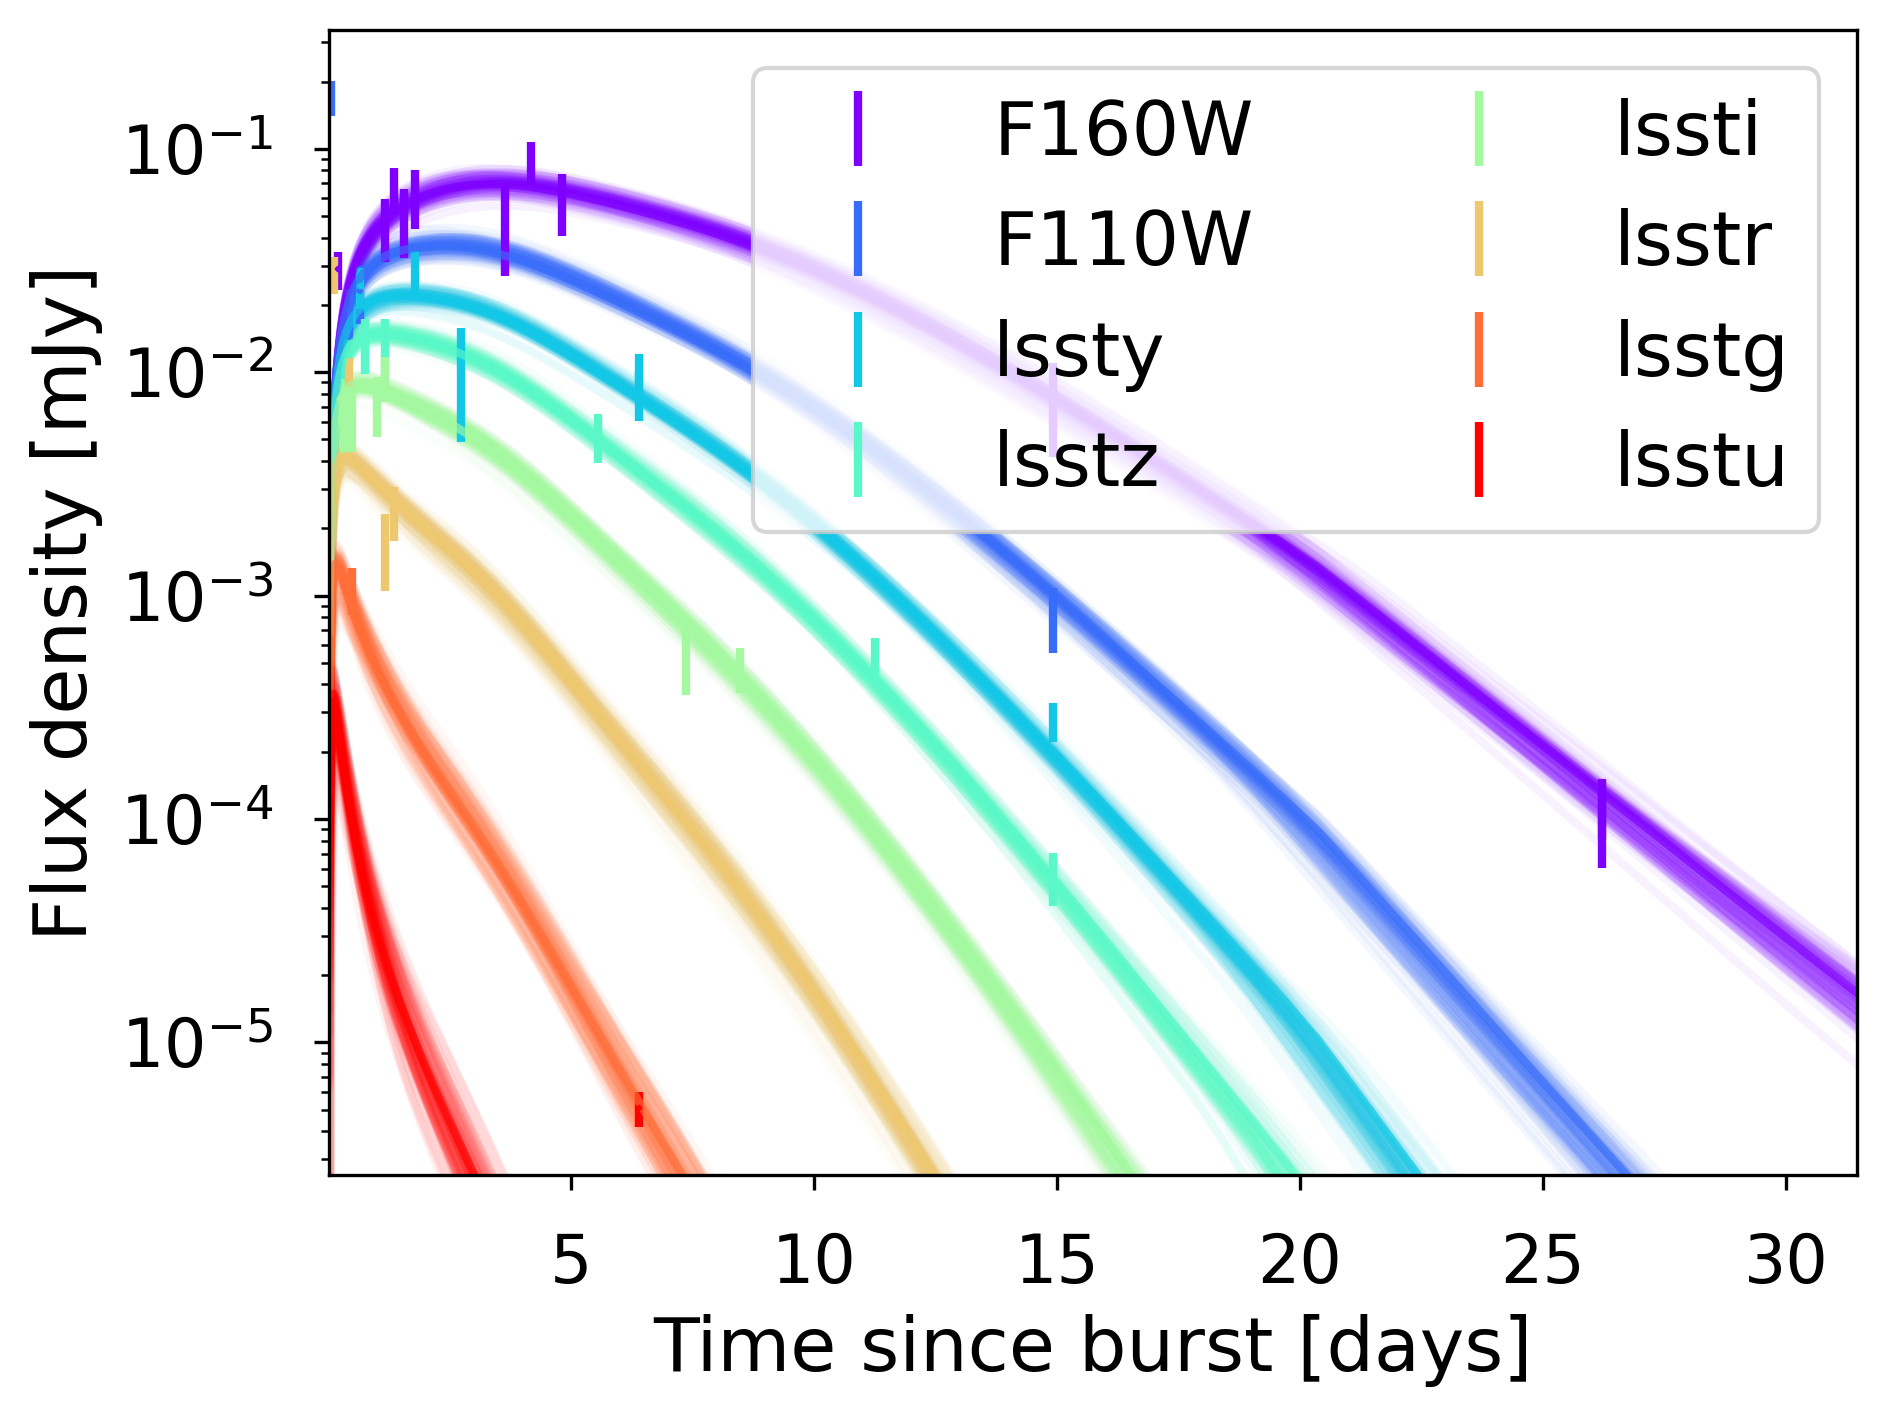 Flux density [mJy]
10⁻¹
10⁻²
10⁻³
10⁻⁴
10⁻⁵
F160W
F110W
lssty
lsstz
lssti
lsstr
lsstg
lsstu
5 10 15 20 25 30
Time since burst [days]